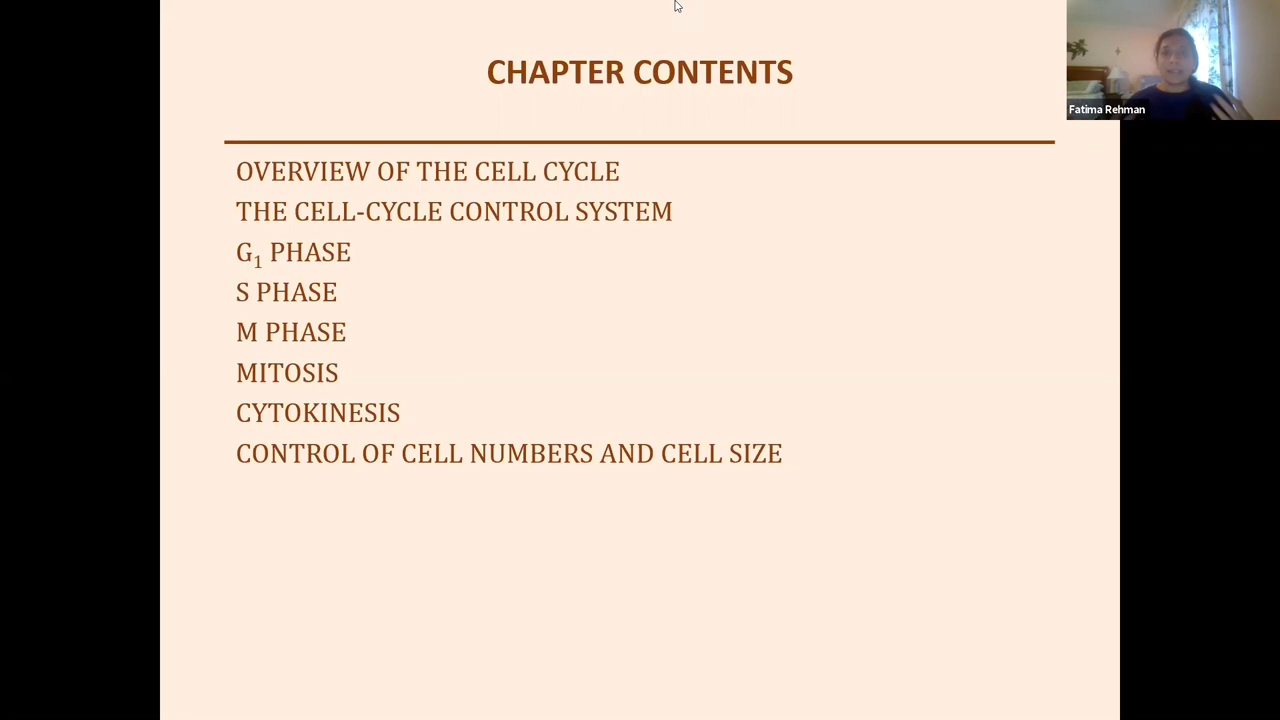 CHAPTER CONTENTS
Fatima Rehman
OVERVIEW OF THE CELL CYCLE
THE CELL-CYCLE CONTROL SYSTEM
G₁ PHASE
S PHASE
M PHASE
MITOSIS
CYTOKINESIS
CONTROL OF CELL NUMBERS AND CELL SIZE